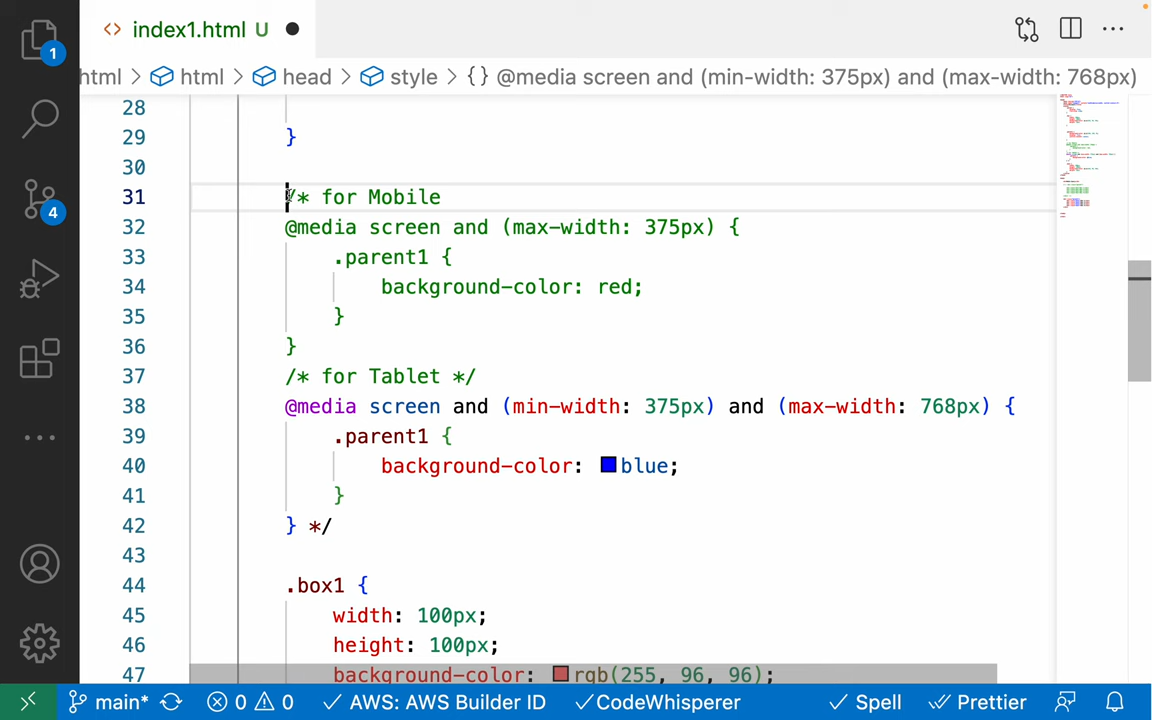 index1.html U
html > html > head > style > {} @media screen and (min-width: 375px) and (max-width: 768px)
1
4
28
29 }
30
31 /* for Mobile
32 @media screen and (max-width: 375px) {
33 .parent1 {
34 background-color: red;
35 }
36 }
37 /* for Tablet */
38 @media screen and (min-width: 375px) and (max-width: 768px) {
39 .parent1 {
40 background-color: blue;
41 }
42 } */
43
44 .box1 {
45 width: 100px;
46 height: 100px;
47 background-color: rgb(255, 96, 96);
main* 0 0 AWS: AWS Builder ID CodeWhisperer Spell Prettier